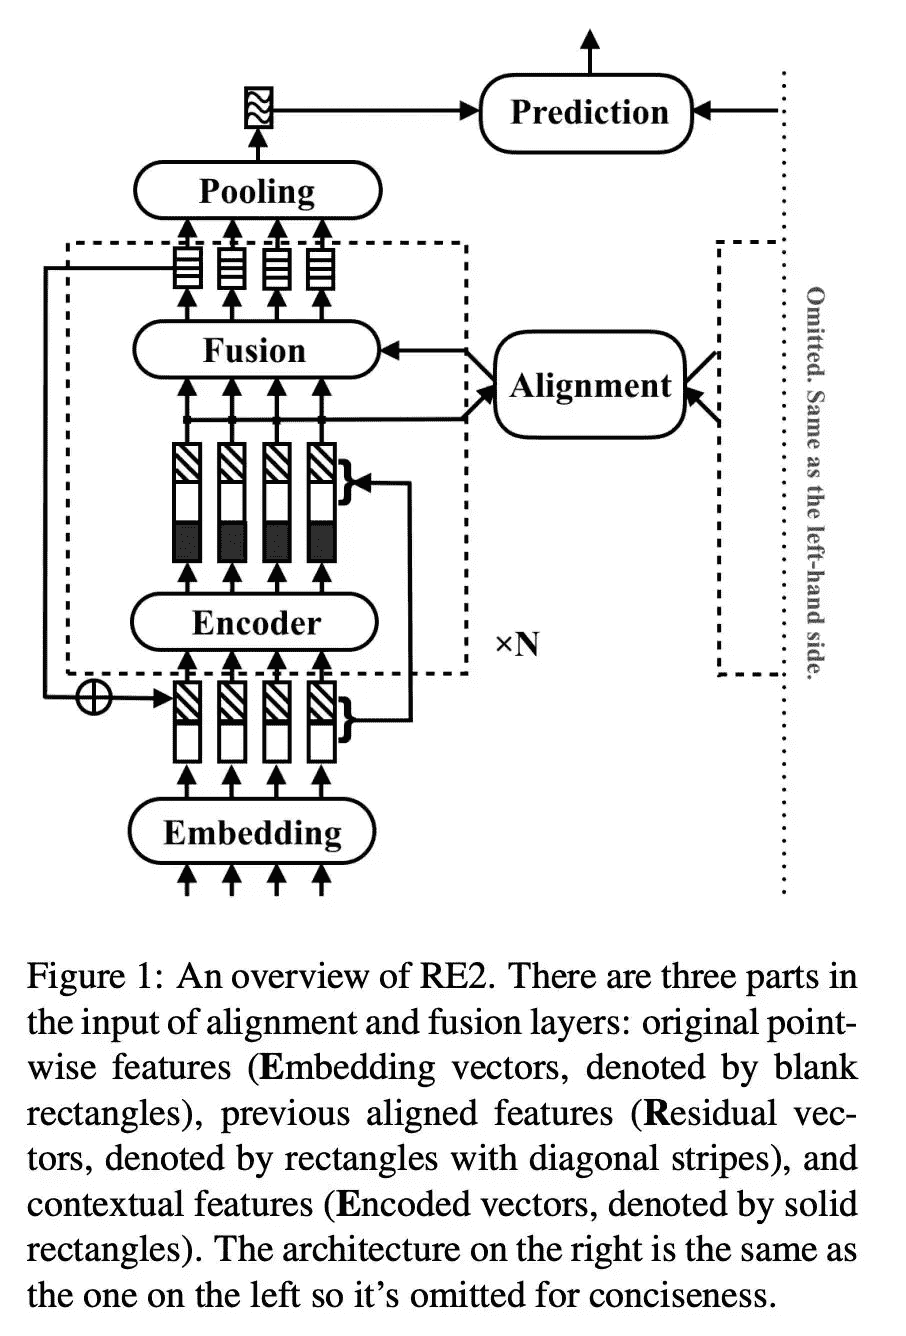 Prediction
Pooling
Fusion
Alignment
Omitted. Same as the left-hand side.
Encoder
×N
Embedding
Figure 1: An overview of RE2. There are three parts in
the input of alignment and fusion layers: original point-
wise features (Embedding vectors, denoted by blank
rectangles), previous aligned features (Residual vec-
tors, denoted by rectangles with diagonal stripes), and
contextual features (Encoded vectors, denoted by solid
rectangles). The architecture on the right is the same as
the one on the left so it's omitted for conciseness.